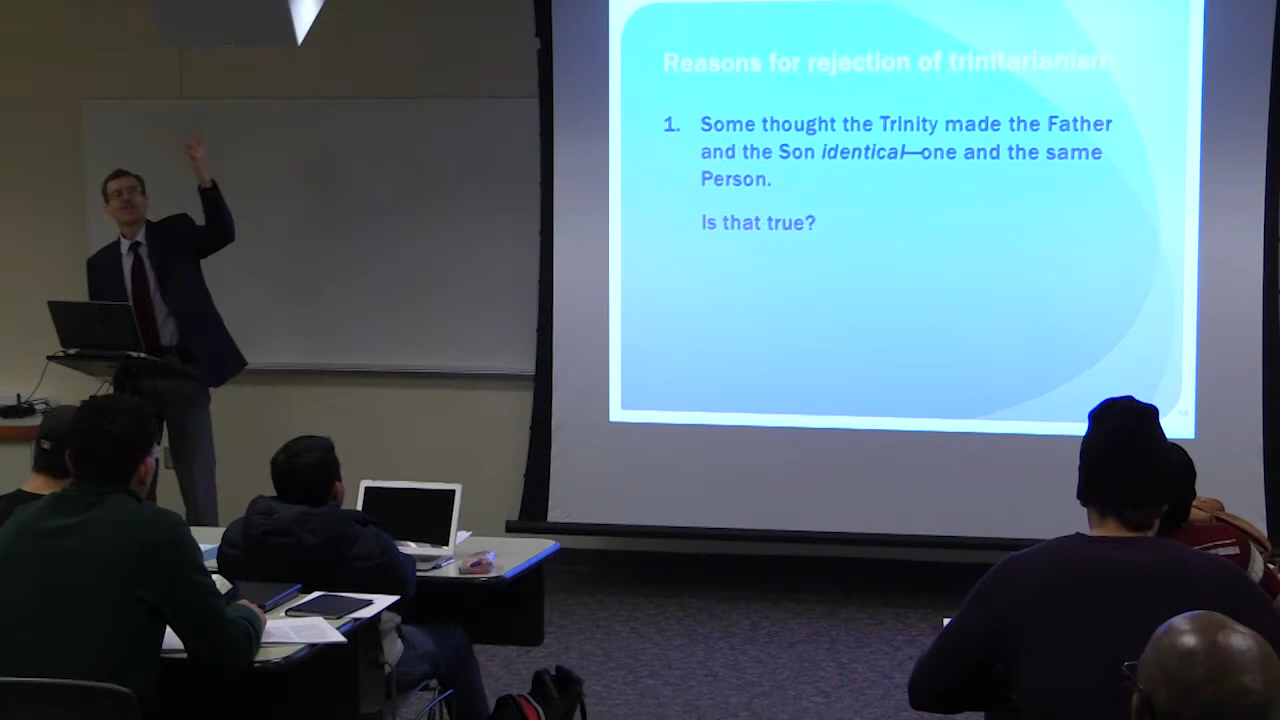 Reasons for rejection of trinitarianism
1. Some thought the Trinity made the Father
and the Son identical—one and the same
Person.
Is that true?